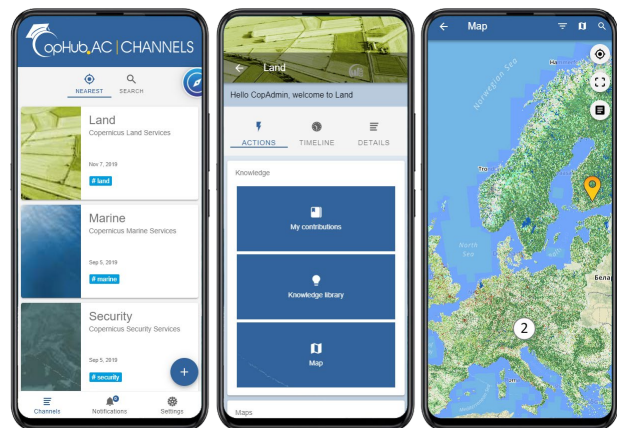 CopHub.AC | CHANNELS
NEAREST
SEARCH
Land
Copernicus Land Services
Nov 7, 2019
# land
Marine
Copernicus Marine Services
Sep 5, 2019
# marine
Security
Copernicus Security Services
Sep 5, 2019
# security
+
Channels
Notifications
Settings
Land
Hello CopAdmin, welcome to Land
ACTIONS
TIMELINE
DETAILS
Knowledge
My contributions
Knowledge library
Map
Maps
Map
Norwegian Sea
North
Sea
Белар
2